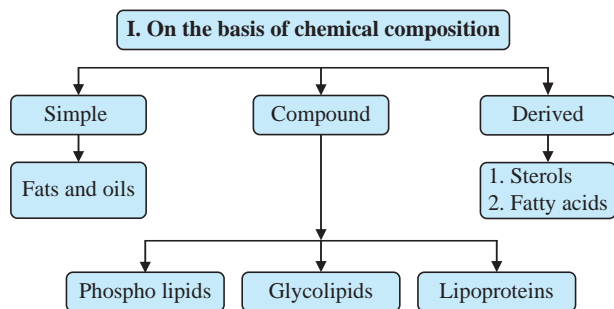 I. On the basis of chemical composition
Simple
Compound
Derived
Fats and oils
1. Sterols
2. Fatty acids
Phospho lipids
Glycolipids
Lipoproteins